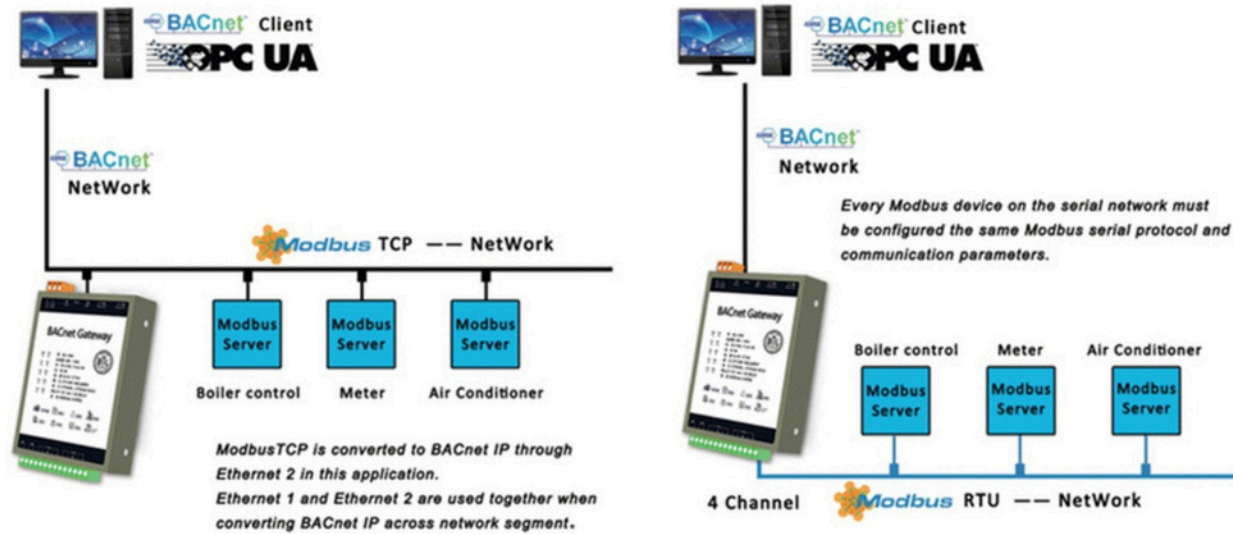 BACnet Client
OPC UA
BACnet
NetWork
Modbus TCP —— NetWork
BACnet Gateway
Modbus
Server
Modbus
Server
Modbus
Server
Boiler control
Meter
Air Conditioner
ModbusTCP is converted to BACnet IP through
Ethernet 2 in this application.
Ethernet 1 and Ethernet 2 are used together when
converting BACnet IP across network segment.
BACnet Client
OPC UA
BACnet
Network
Every Modbus device on the serial network must
be configured the same Modbus serial protocol and
communication parameters.
BACnet Gateway
Boiler control
Meter
Air Conditioner
Modbus
Server
Modbus
Server
Modbus
Server
4 Channel
Modbus RTU —— NetWork